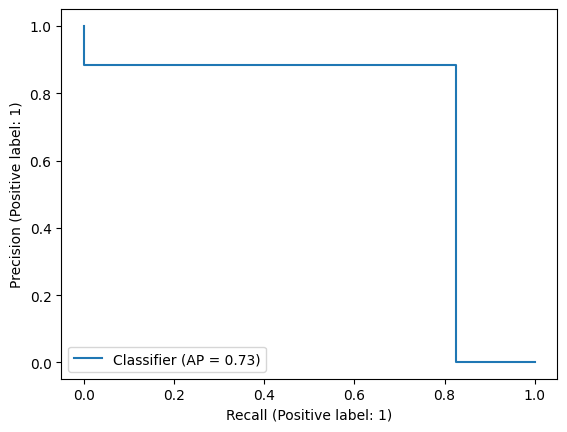 1.0
0.8
0.6
0.4
0.2
0.0
Precision (Positive label: 1)
Classifier (AP = 0.73)
0.0 0.2 0.4 0.6 0.8 1.0
Recall (Positive label: 1)